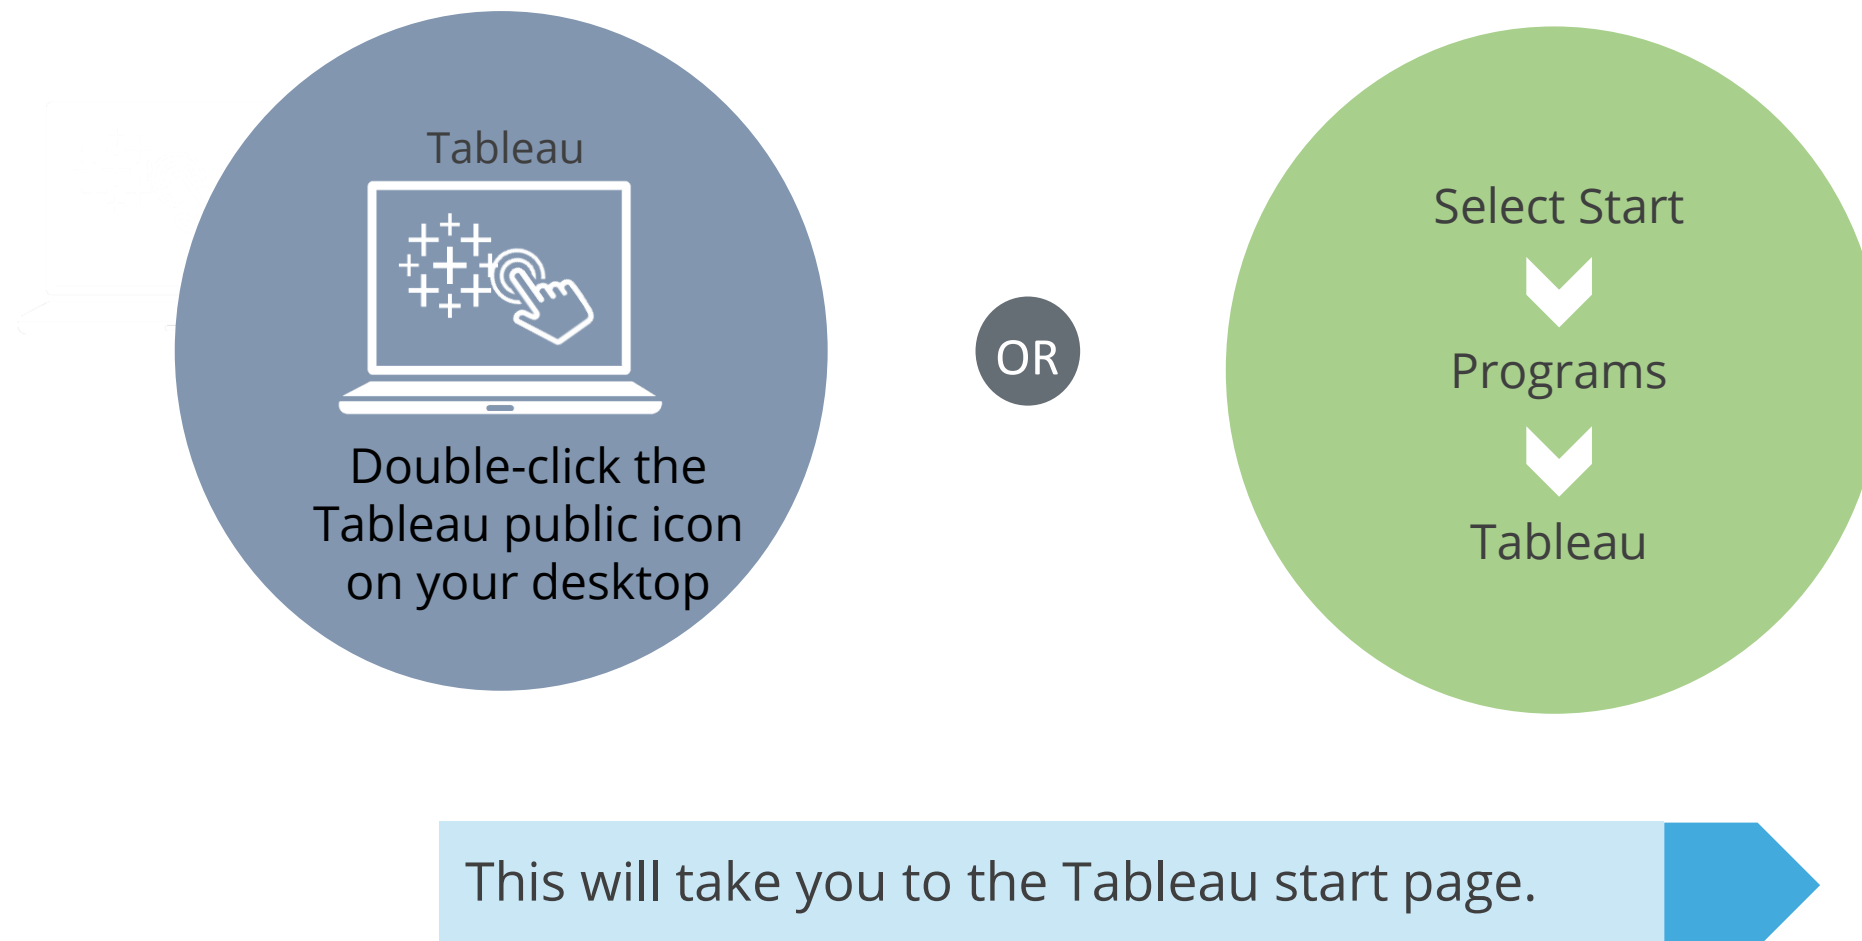 Tableau
Double-click the
Tableau public icon
on your desktop
OR
Select Start
Programs
Tableau
This will take you to the Tableau start page.